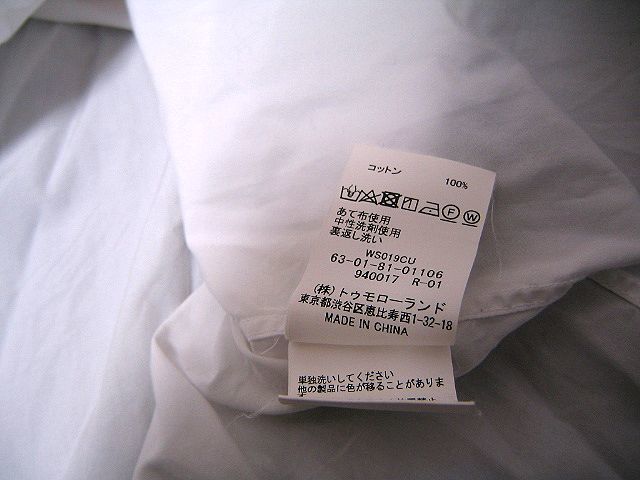 コットン 100%
F W
あて布使用
中性洗剤使用
裏返し洗い
WS019CU
63-01-81-01106
940017 R-01
(株)トゥモローランド
東京都渋谷区恵比寿西1-32-18
MADE IN CHINA
単独洗いしてください
他の製品に色が移ることがありま